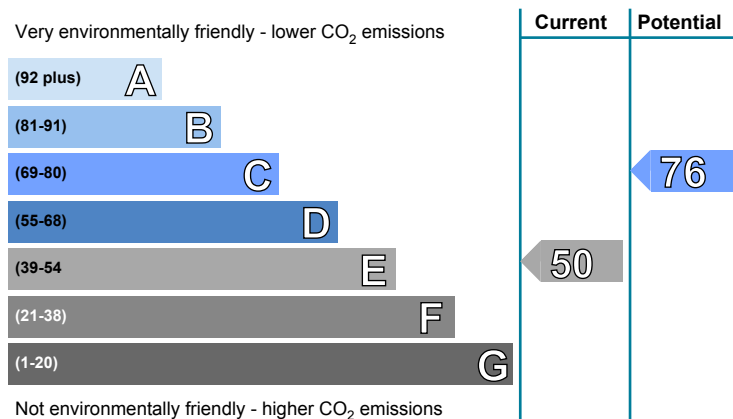 Current Potential
Very environmentally friendly - lower CO₂ emissions
(92 plus) A
(81-91) B
(69-80) C 76
(55-68) D
(39-54 E 50
(21-38) F
(1-20) G
Not environmentally friendly - higher CO₂ emissions